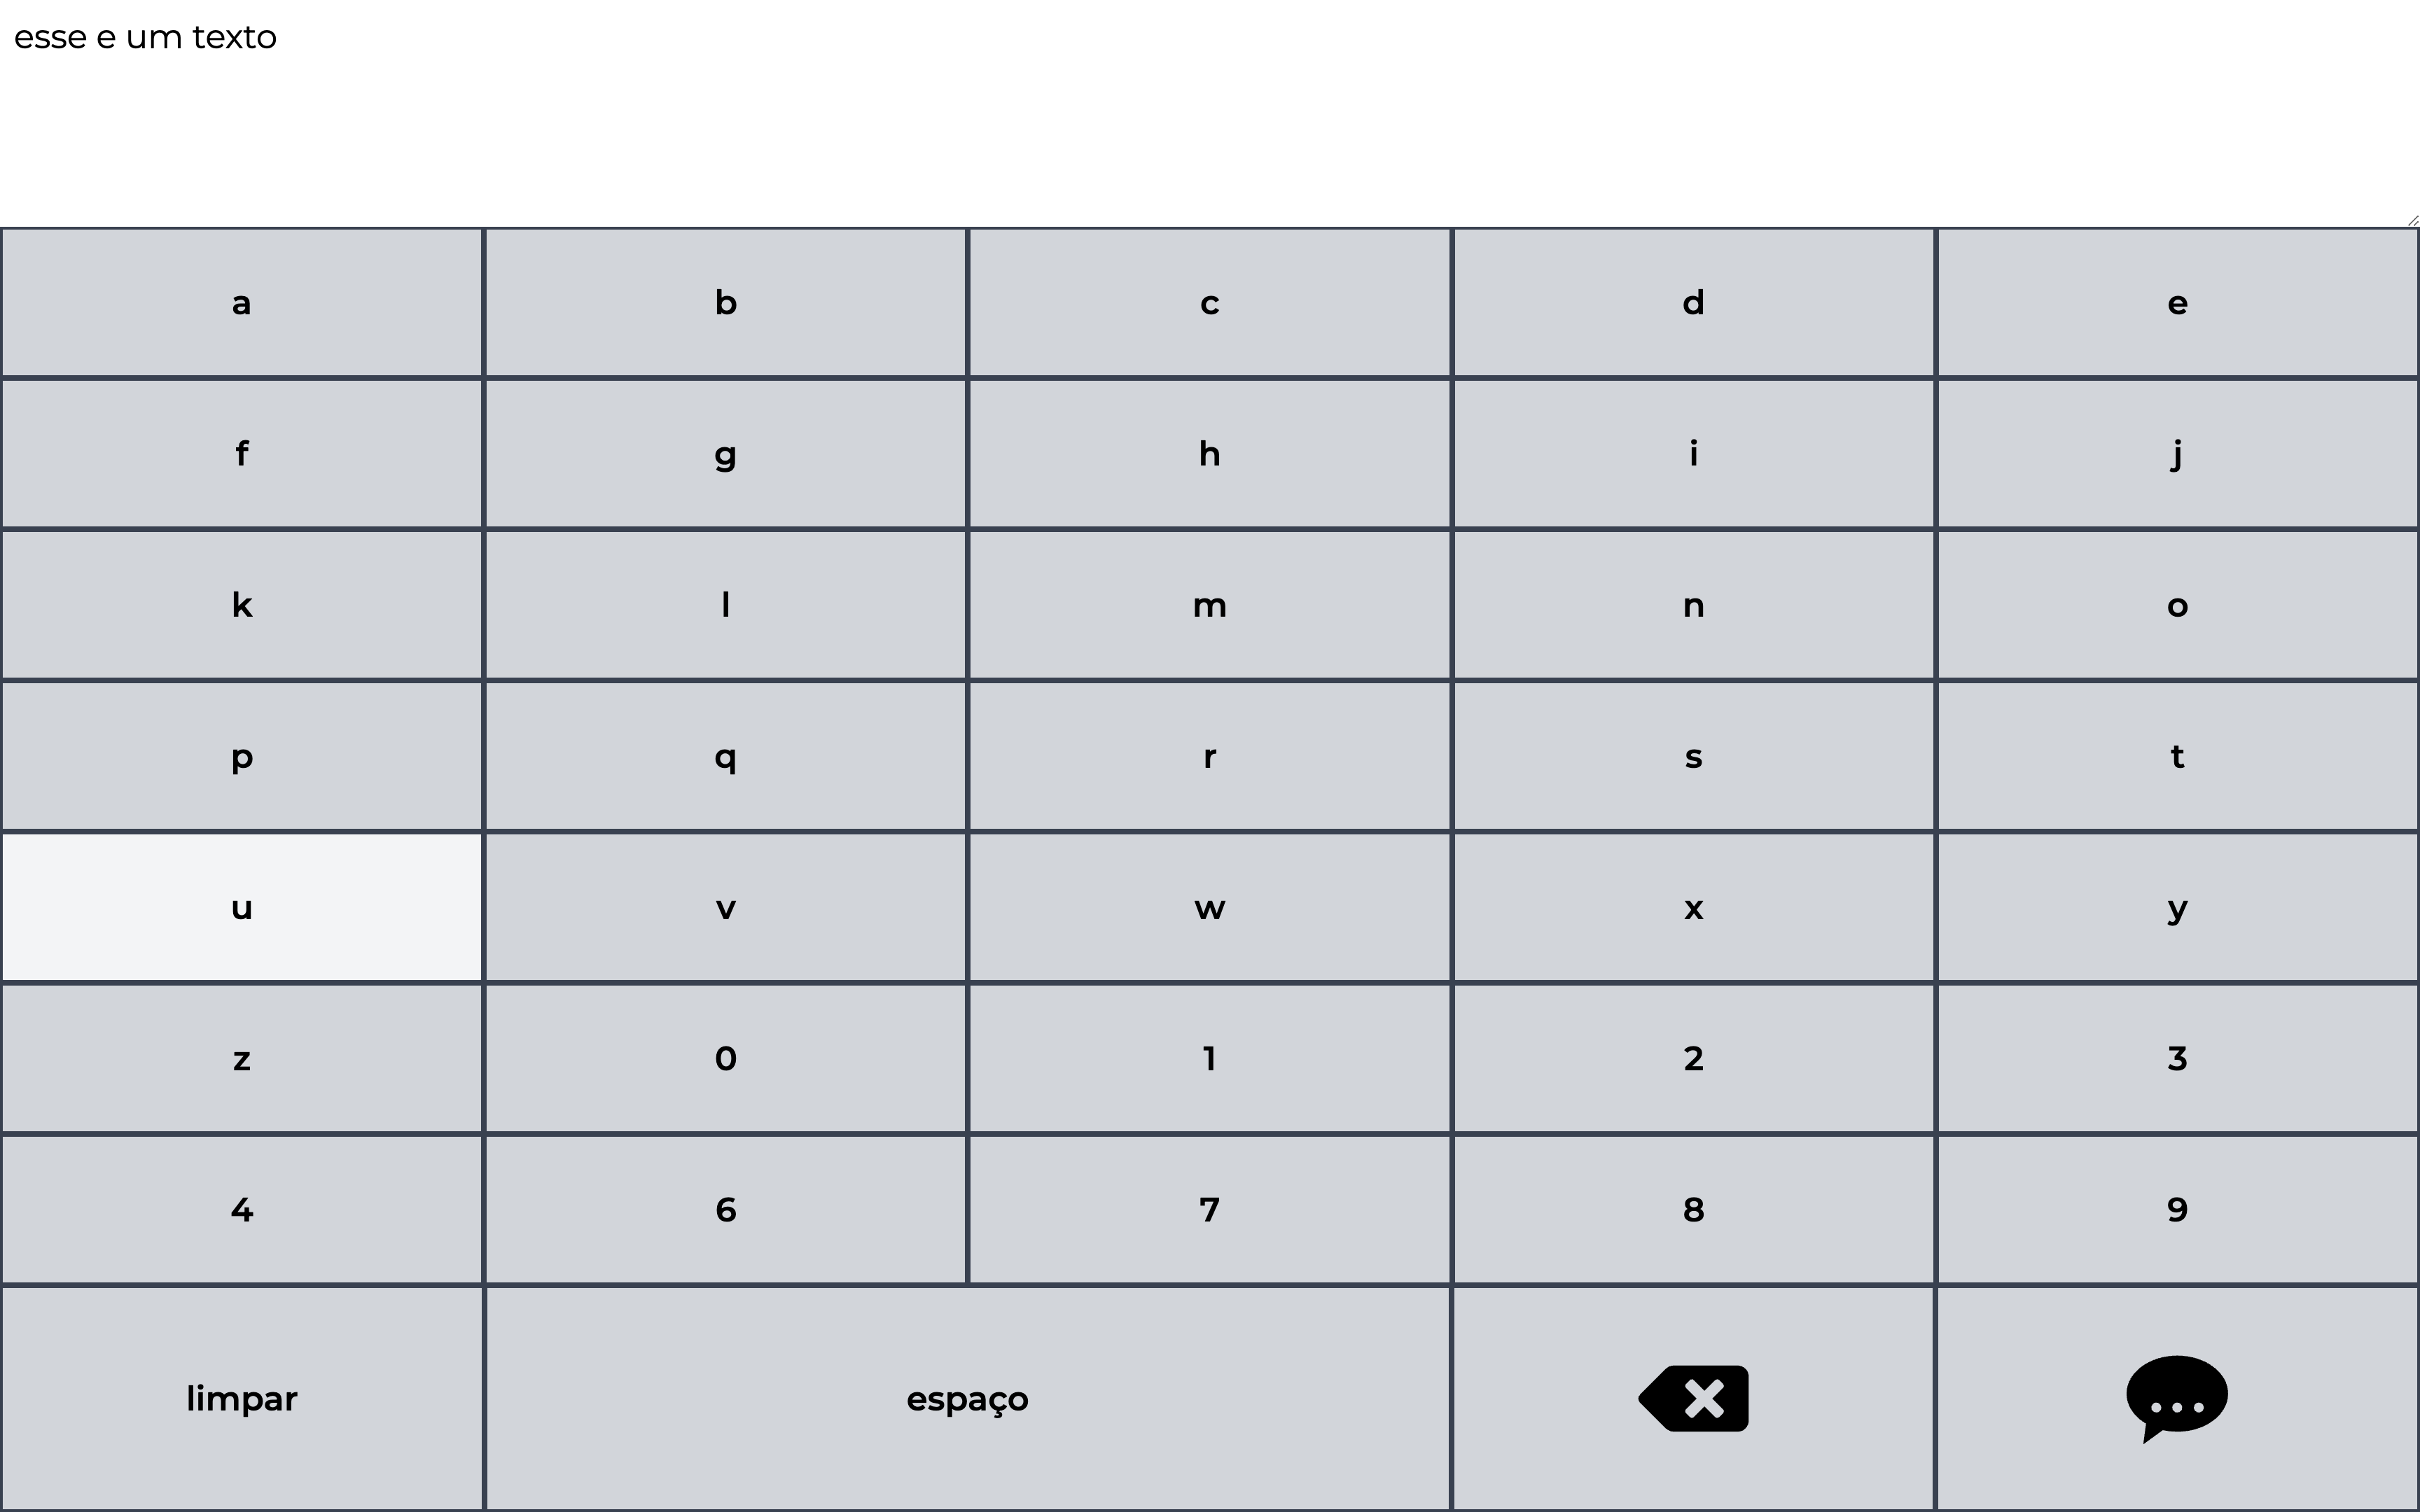 esse e um texto
a b c d e
f g h i j
k l m n o
p q r s t
u v w x y
z 0 1 2 3
4 6 7 8 9
limpar espaço